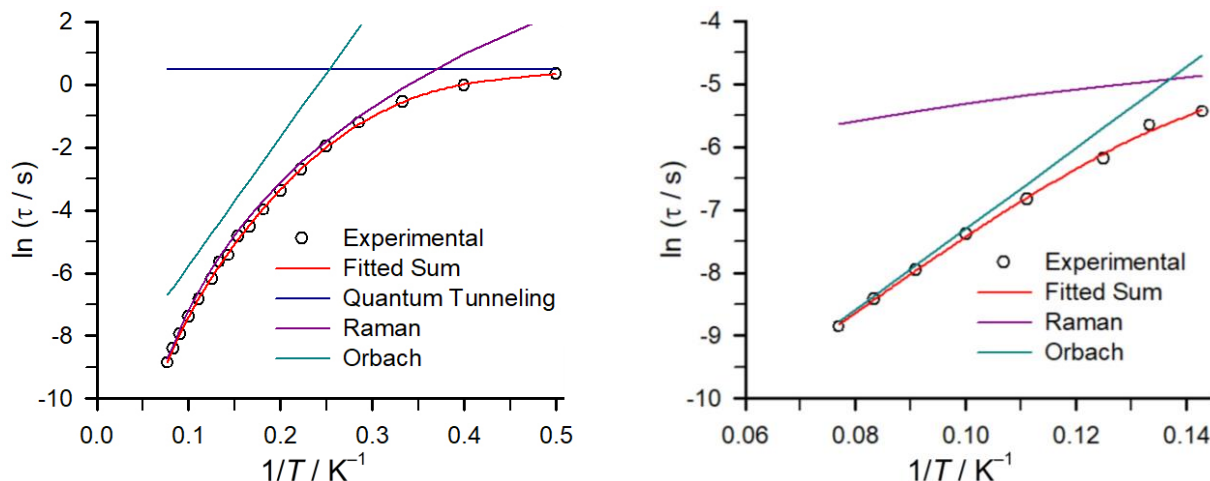 2
0
-2
-4
-6
-8
-10
ln (τ / s)
Experimental
Fitted Sum
Quantum Tunneling
Raman
Orbach
0.0 0.1 0.2 0.3 0.4 0.5
1/T / K⁻¹
-4
-5
-6
-7
-8
-9
-10
ln (τ / s)
Experimental
Fitted Sum
Raman
Orbach
0.06 0.08 0.10 0.12 0.14
1/T / K⁻¹